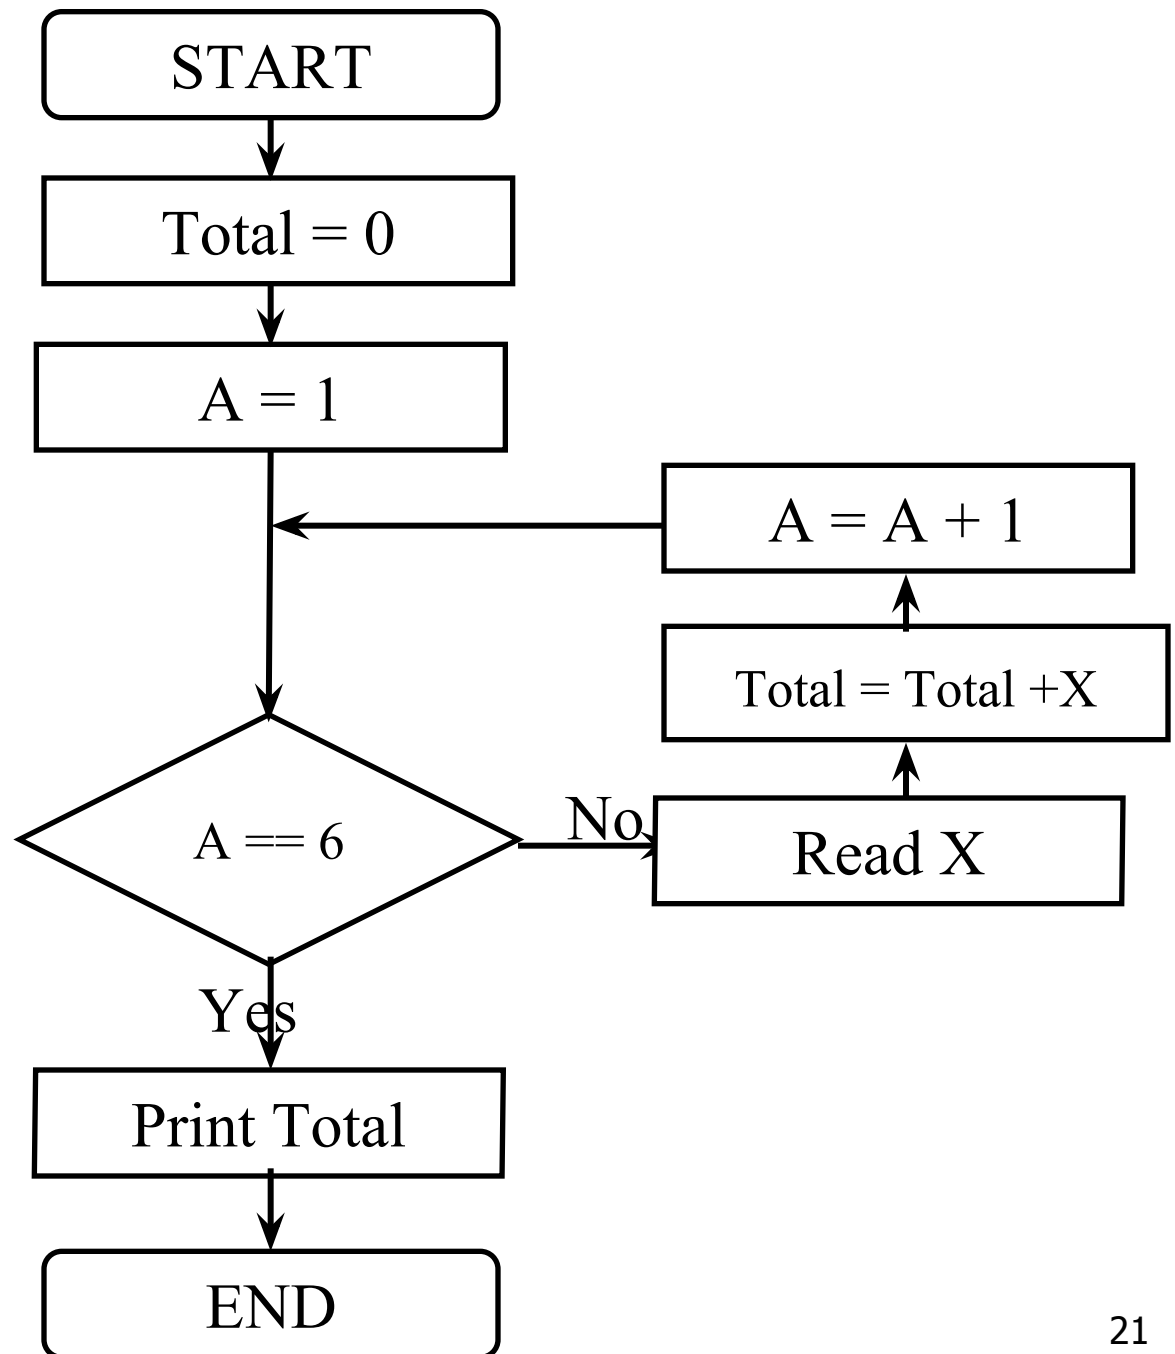 START
Total = 0
A = 1
A == 6
No
Read X
Total = Total +X
A = A + 1
Yes
Print Total
END
21